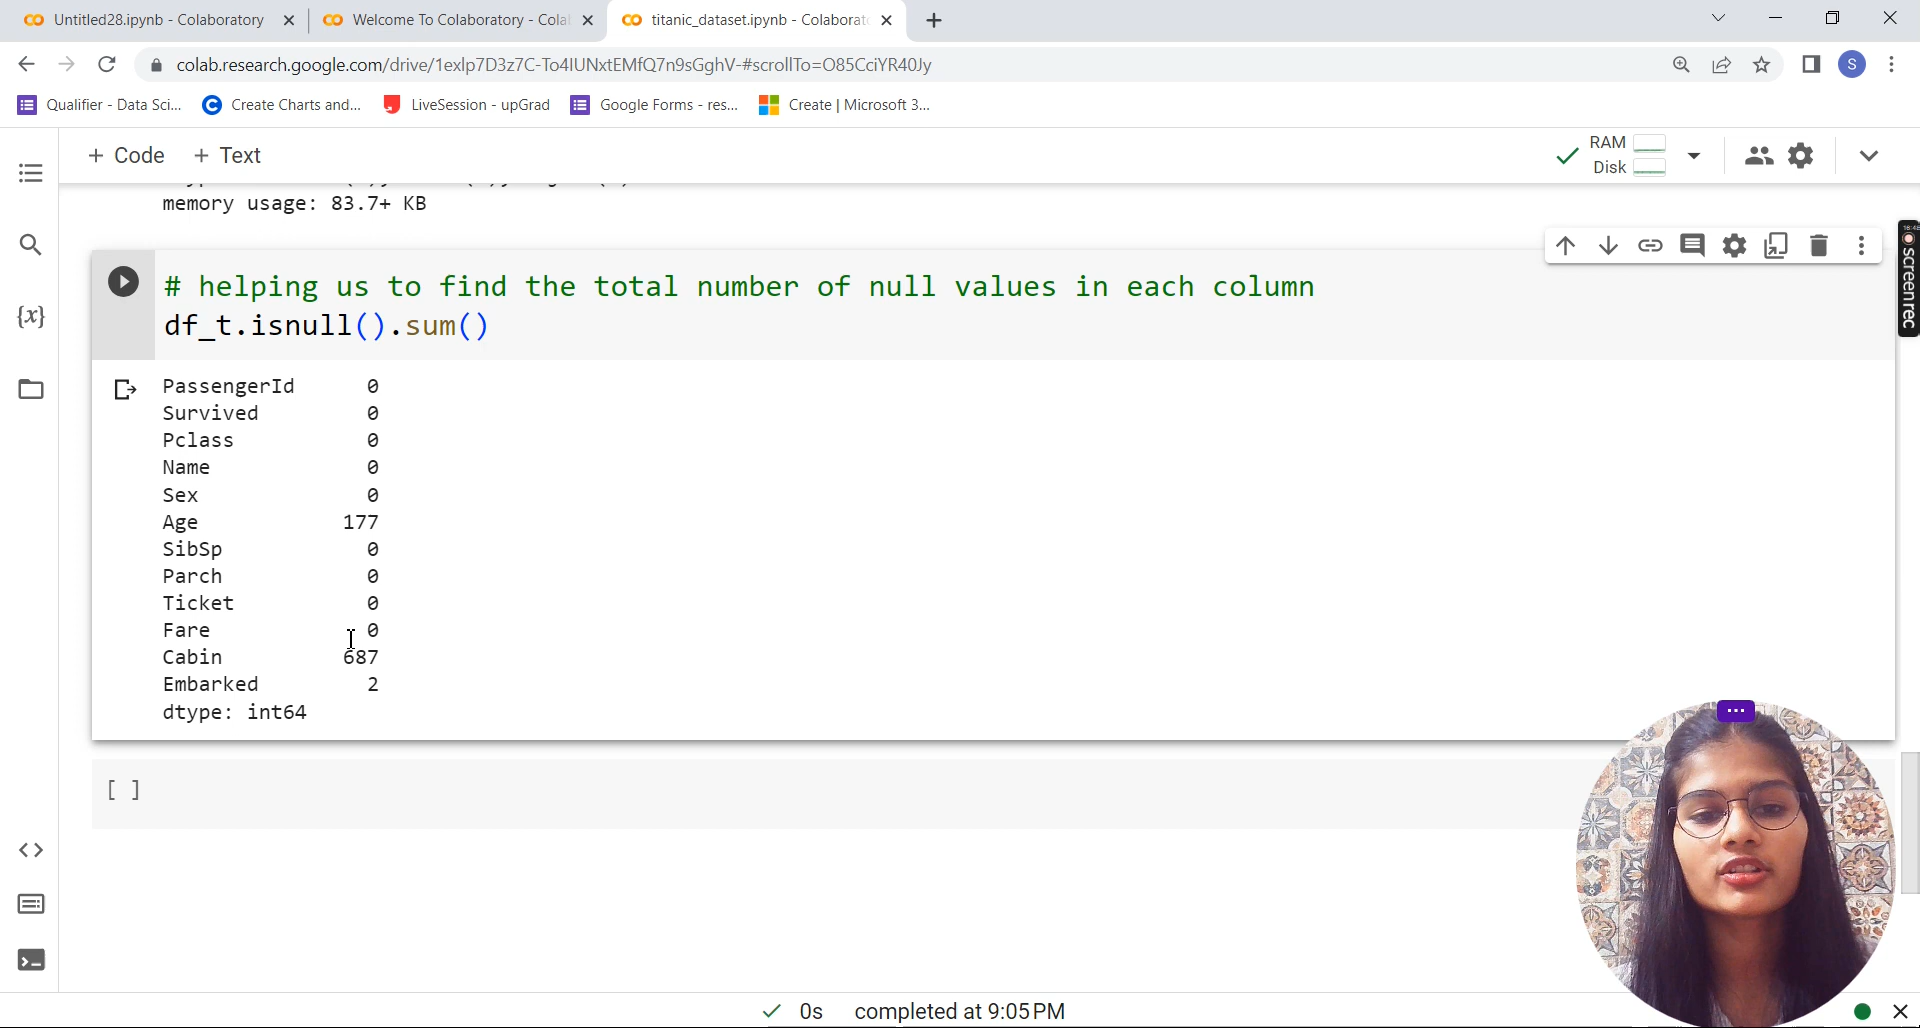 Untitled28.ipynb - Colaboratory
Welcome To Colaboratory - Cola
titanic_dataset.ipynb - Colaborat
colab.research.google.com/drive/1exlp7D3z7C-To4IUNxtEMfQ7n9sGghV-#scrollTo=O85CciYR40Jy
S
Qualifier - Data Sci...
Create Charts and...
LiveSession - upGrad
Google Forms - res...
Create | Microsoft 3...
+ Code
+ Text
RAM
Disk
memory usage: 83.7+ KB
screenrec
# helping us to find the total number of null values in each column
df_t.isnull().sum()
PassengerId 0
Survived 0
Pclass 0
Name 0
Sex 0
Age 177
SibSp 0
Parch 0
Ticket 0
Fare 0
Cabin 687
Embarked 2
dtype: int64
[ ]
0s completed at 9:05 PM